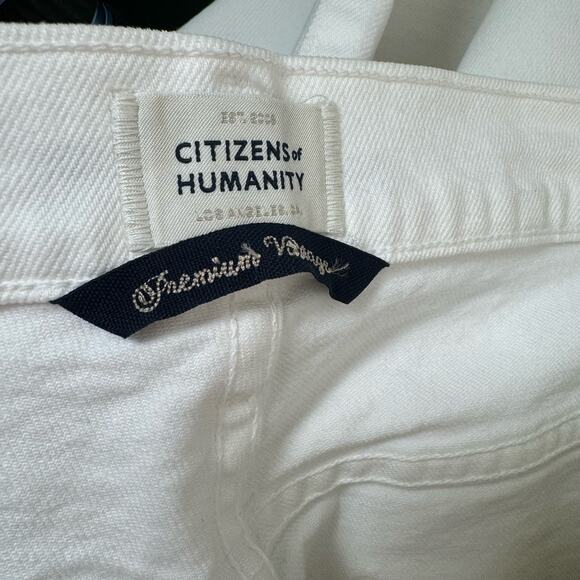 EST. 2003
CITIZENS of
HUMANITY
LOS ANGELES, CA.
Premium Vintage